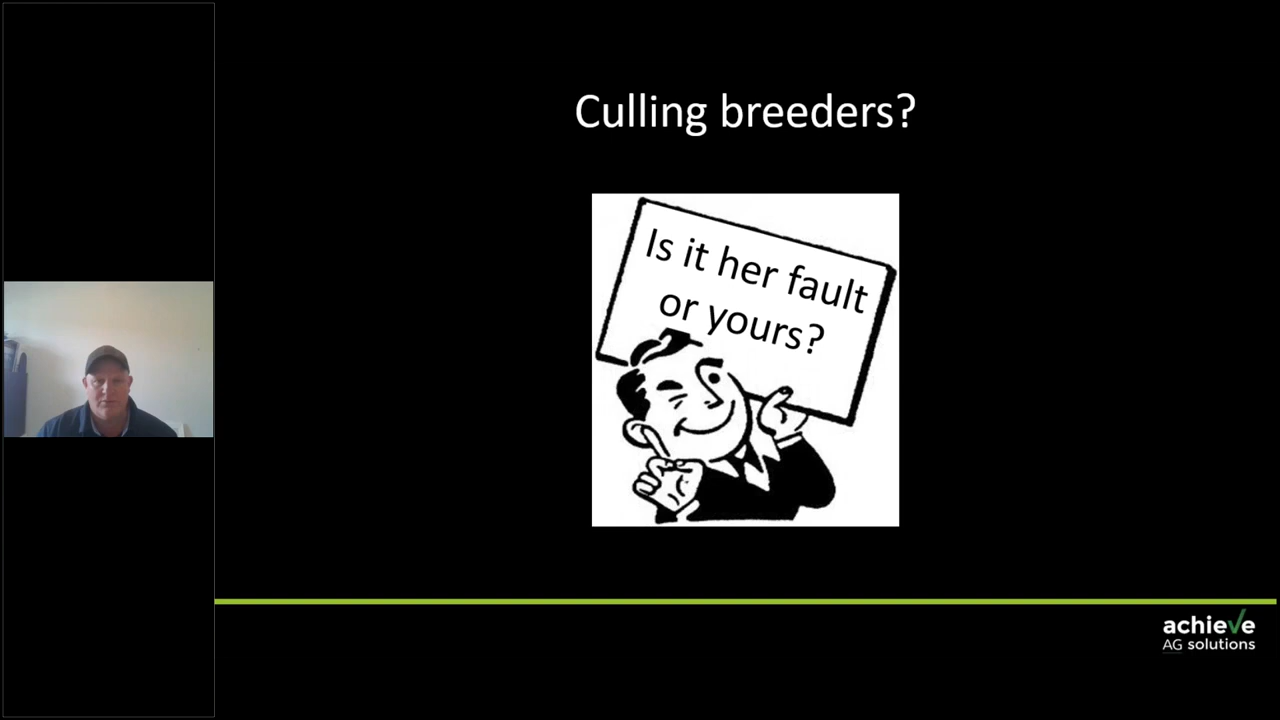 Culling breeders?
Is it her fault
or yours?
achieve
AG solutions